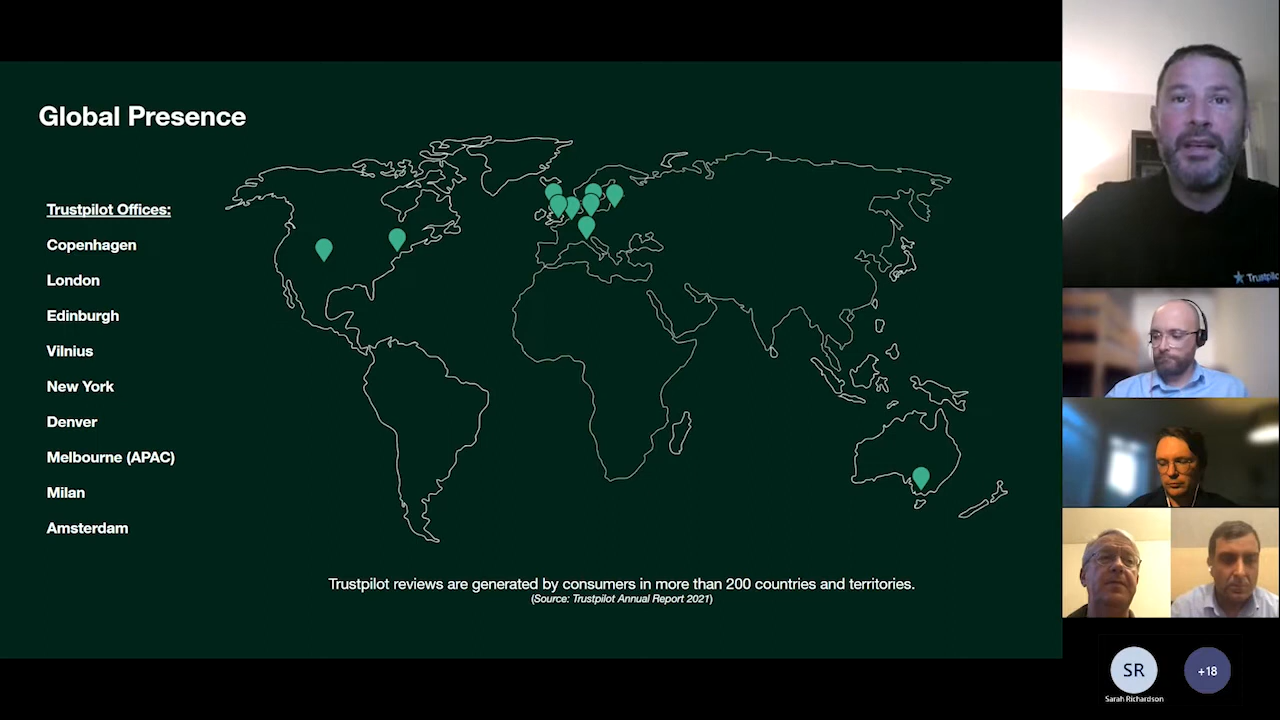 Global Presence
Trustpilot Offices:
Copenhagen
London
Edinburgh
Vilnius
New York
Denver
Melbourne (APAC)
Milan
Amsterdam
Trustpilot reviews are generated by consumers in more than 200 countries and territories.
(Source: Trustpilot Annual Report 2021)
Trustpilo
SR
Sarah Richardson
+18